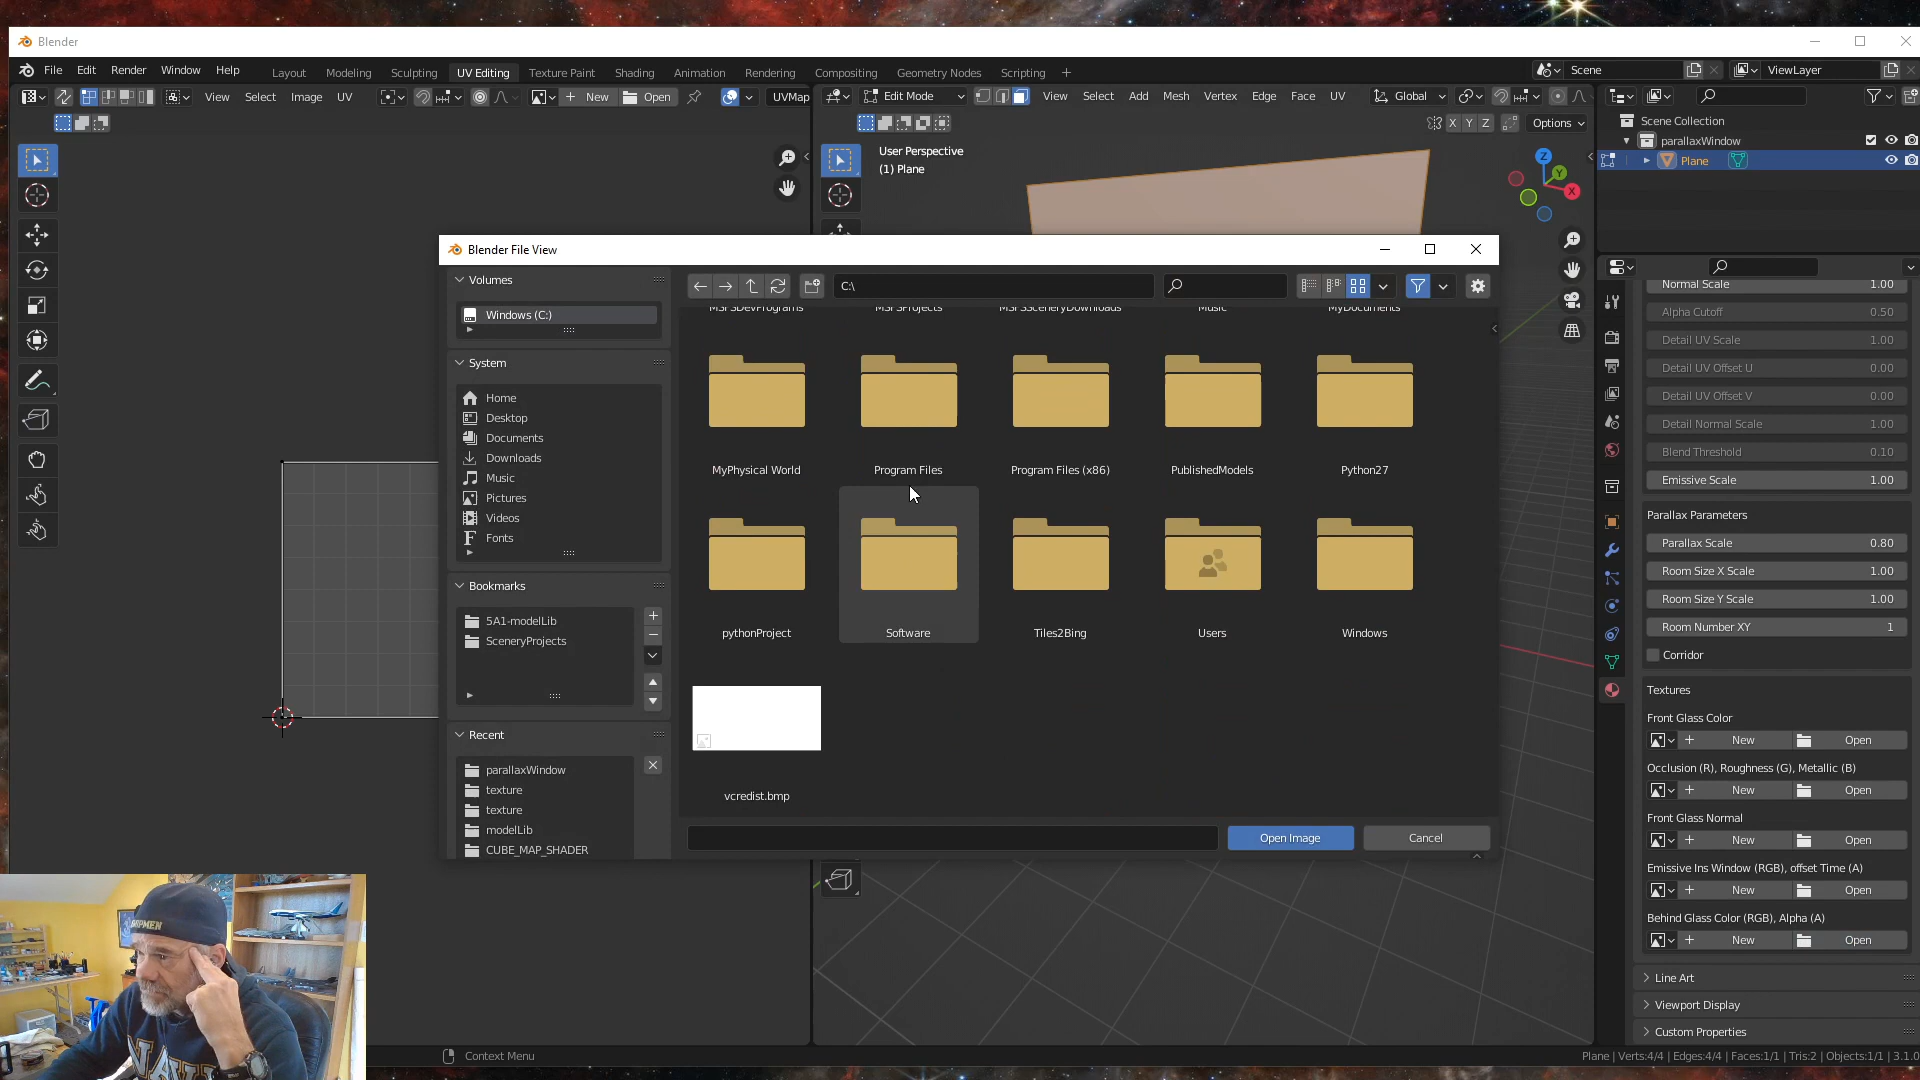 Blender
File Edit Render Window Help
Layout Modeling Sculpting UV Editing Texture Paint Shading Animation Rendering Compositing Geometry Nodes Scripting +
Scene
ViewLayer
View Select Image UV
New Open
UVMap
Edit Mode
View Select Add Mesh Vertex Edge Face UV
Global
X Y Z
Options
User Perspective
(1) Plane
Z
Y
X
Scene Collection
parallaxWindow
Plane
Blender File View
Volumes
Windows (C:)
System
Home
Desktop
Documents
Downloads
Music
Pictures
Videos
Fonts
Bookmarks
5A1-modelLib
SceneryProjects
Recent
parallaxWindow
texture
texture
modelLib
CUBE_MAP_SHADER
C:\
MSFSDevPrograms MSFSProjects MSFSSceneryDownloads Music MyDocuments
MyPhysical World Program Files Program Files (x86) PublishedModels Python27
pythonProject Software Tiles2Bing Users Windows
vcredist.bmp
Open Image Cancel
Normal Scale 1.00
Alpha Cutoff 0.50
Detail UV Scale 1.00
Detail UV Offset U 0.00
Detail UV Offset V 0.00
Detail Normal Scale 1.00
Blend Threshold 0.10
Emissive Scale 1.00
Parallax Parameters
Parallax Scale 0.80
Room Size X Scale 1.00
Room Size Y Scale 1.00
Room Number XY 1
Corridor
Textures
Front Glass Color
New Open
Occlusion (R), Roughness (G), Metallic (B)
New Open
Front Glass Normal
New Open
Emissive Ins Window (RGB), offset Time (A)
New Open
Behind Glass Color (RGB), Alpha (A)
New Open
Line Art
Viewport Display
Custom Properties
Context Menu
Plane | Verts:4/4 | Edges:4/4 | Faces:1/1 | Tris:2 | Objects:1/1 | 3.1.0